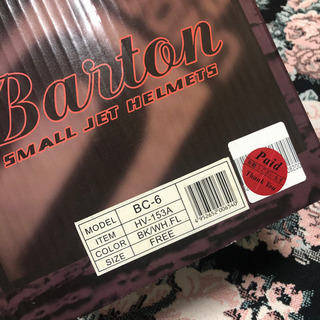 Barton
SMALL JET HELMETS
MODEL BC-6
ITEM HV-153A
COLOR BK/WH.FL
SIZE FREE
Paid
Thank You